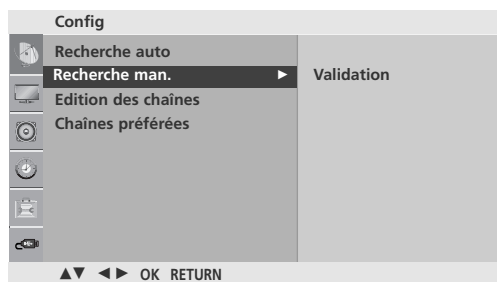 Config
Recherche auto
Recherche man. ►
Validation
Edition des chaînes
Chaînes préférées
▲▼ ◄► OK RETURN